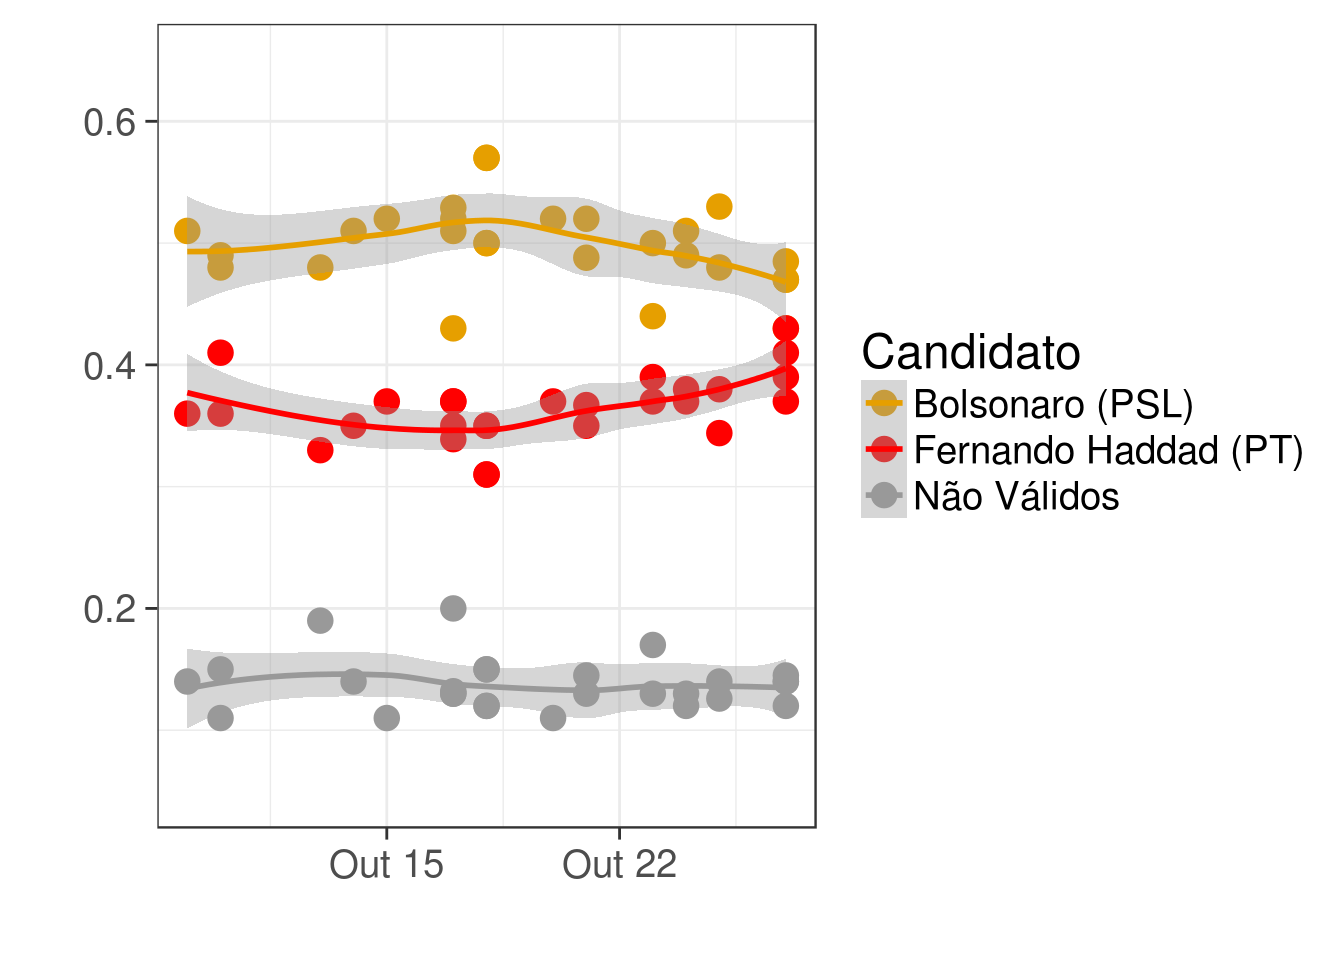 0.6
0.4
0.2
Out 15
Out 22
Candidato
Bolsonaro (PSL)
Fernando Haddad (PT)
Não Válidos